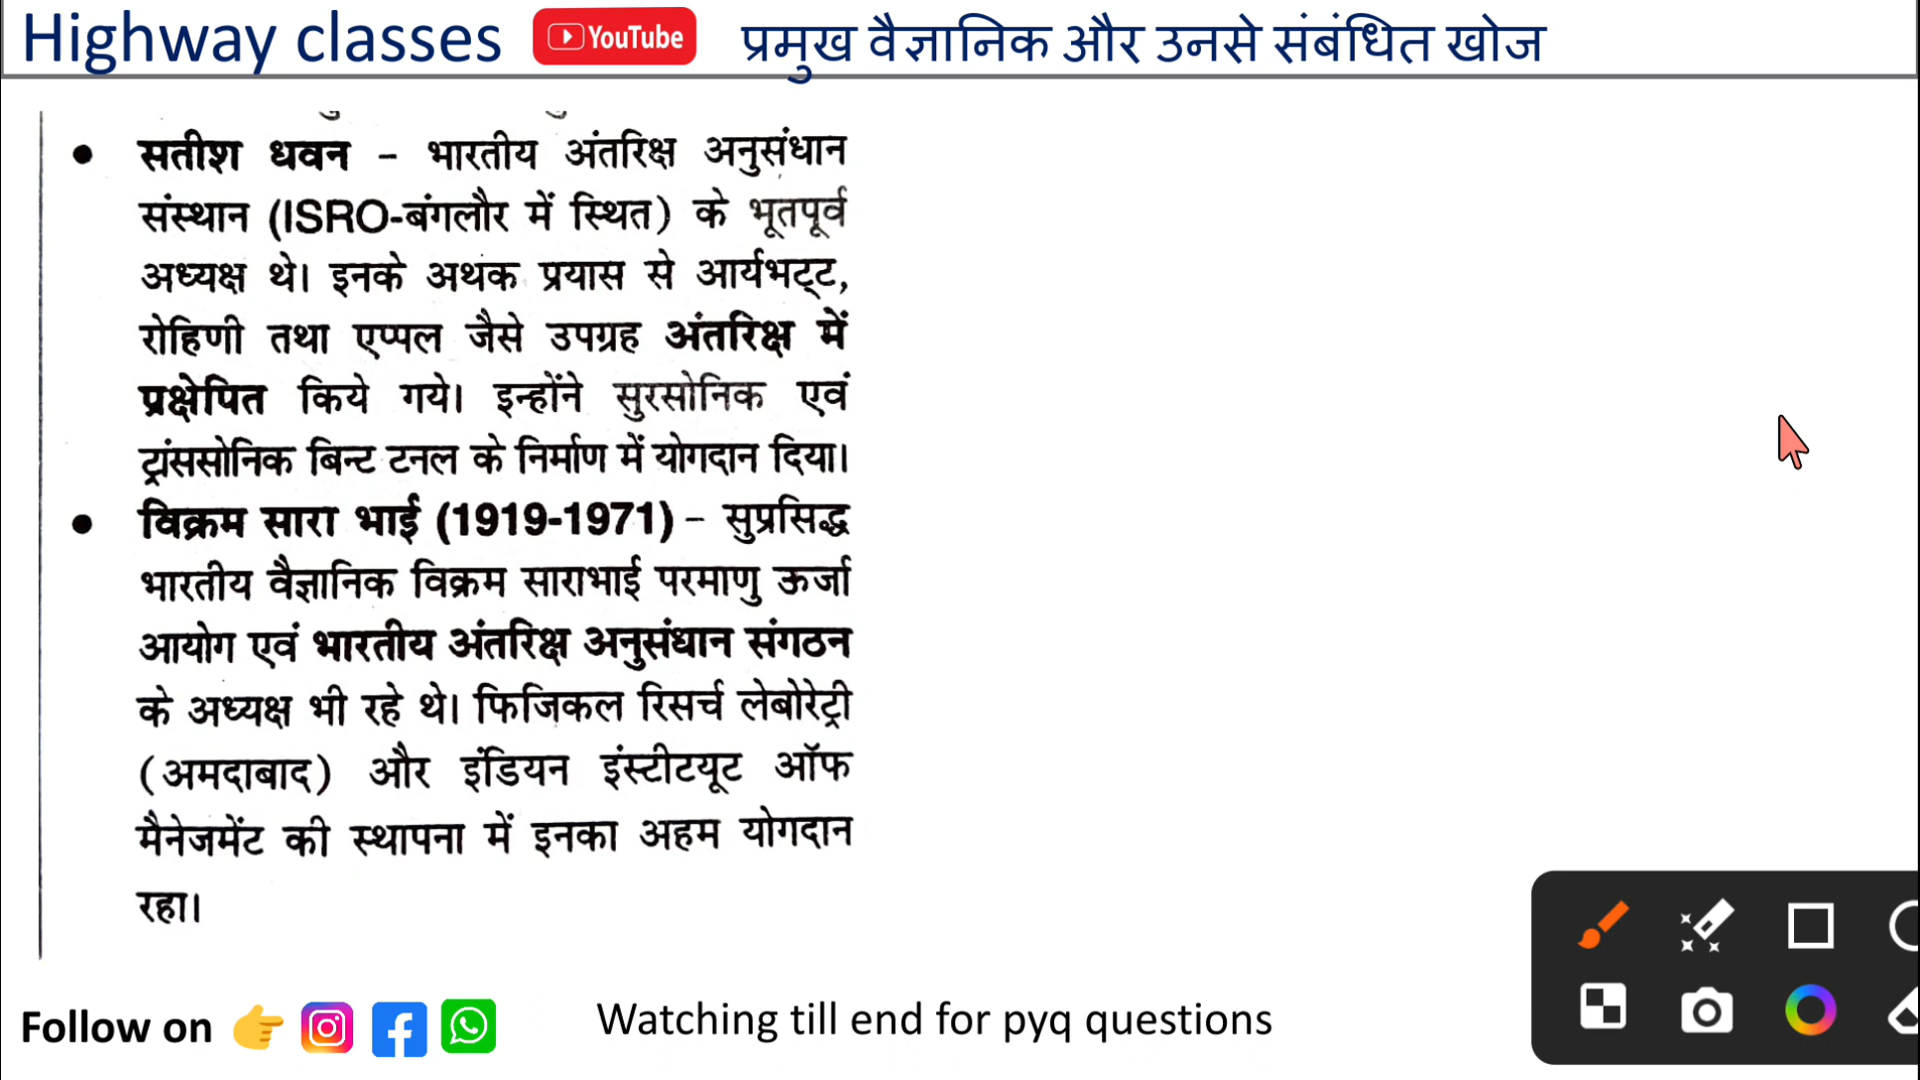 Highway classes YouTube प्रमुख वैज्ञानिक और उनसे संबंधित खोज
• सतीश धवन – भारतीय अंतरिक्ष अनुसंधान
संस्थान (ISRO-बंगलौर में स्थित) के भूतपूर्व
अध्यक्ष थे। इनके अथक प्रयास से आर्यभट्ट,
रोहिणी तथा एप्पल जैसे उपग्रह अंतरिक्ष में
प्रक्षेपित किये गये। इन्होंने सुरसोनिक एवं
ट्रांससोनिक बिन्ट टनल के निर्माण में योगदान दिया।
• विक्रम सारा भाई (1919-1971) – सुप्रसिद्ध
भारतीय वैज्ञानिक विक्रम साराभाई परमाणु ऊर्जा
आयोग एवं भारतीय अंतरिक्ष अनुसंधान संगठन
के अध्यक्ष भी रहे थे। फिजिकल रिसर्च लेबोरेट्री
(अमदाबाद) और इंडियन इंस्टीटयूट ऑफ
मैनेजमेंट की स्थापना में इनका अहम योगदान
रहा।
Follow on Watching till end for pyq questions